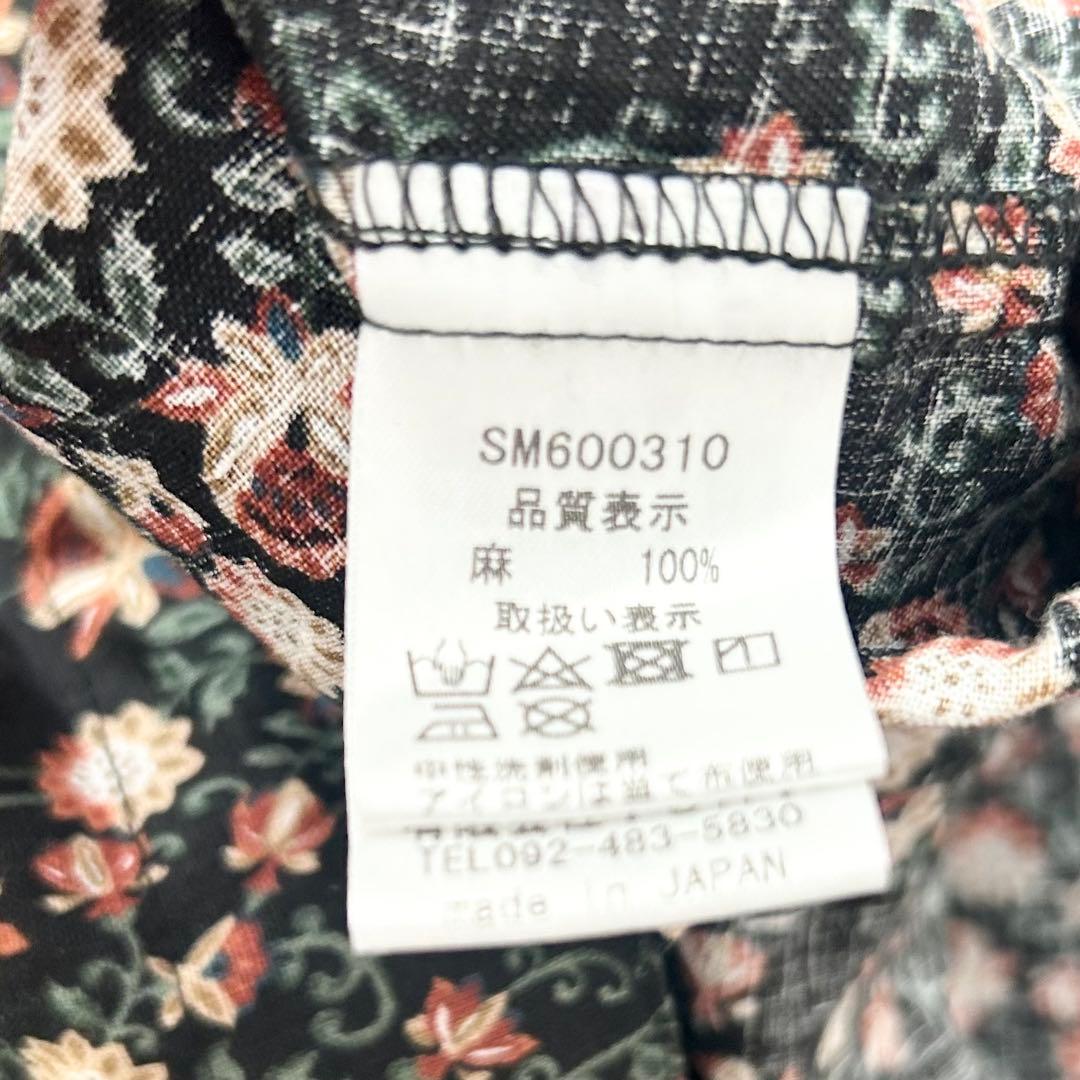 SM600310
品質表示
麻 100%
取扱い表示
中性洗剤使用
アイロンは当て布使用
TEL092-483-5830
made in JAPAN